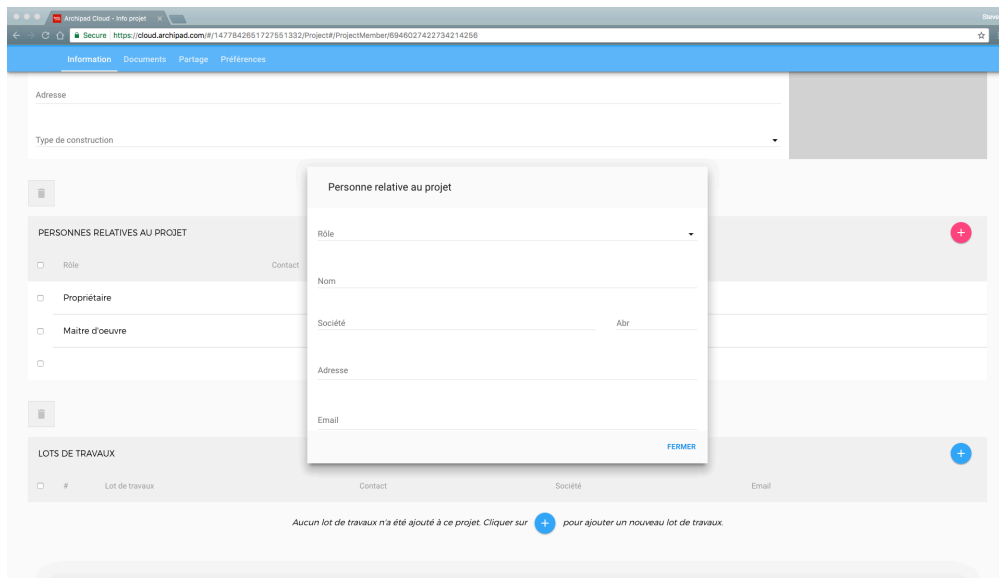 Archipad Cloud - Info projet
Steve
Secure https://cloud.archipad.com/#/1477842651727551332/Project#/ProjectMember/6946027422734214256
Information Documents Partage Préférences
Adresse
Type de construction
Personne relative au projet
Rôle
Nom
Société Abr
Adresse
Email
FERMER
PERSONNES RELATIVES AU PROJET
Rôle Contact
Propriétaire
Maitre d'oeuvre
LOTS DE TRAVAUX
# Lot de travaux Contact Société Email
Aucun lot de travaux n'a été ajouté à ce projet. Cliquer sur + pour ajouter un nouveau lot de travaux.